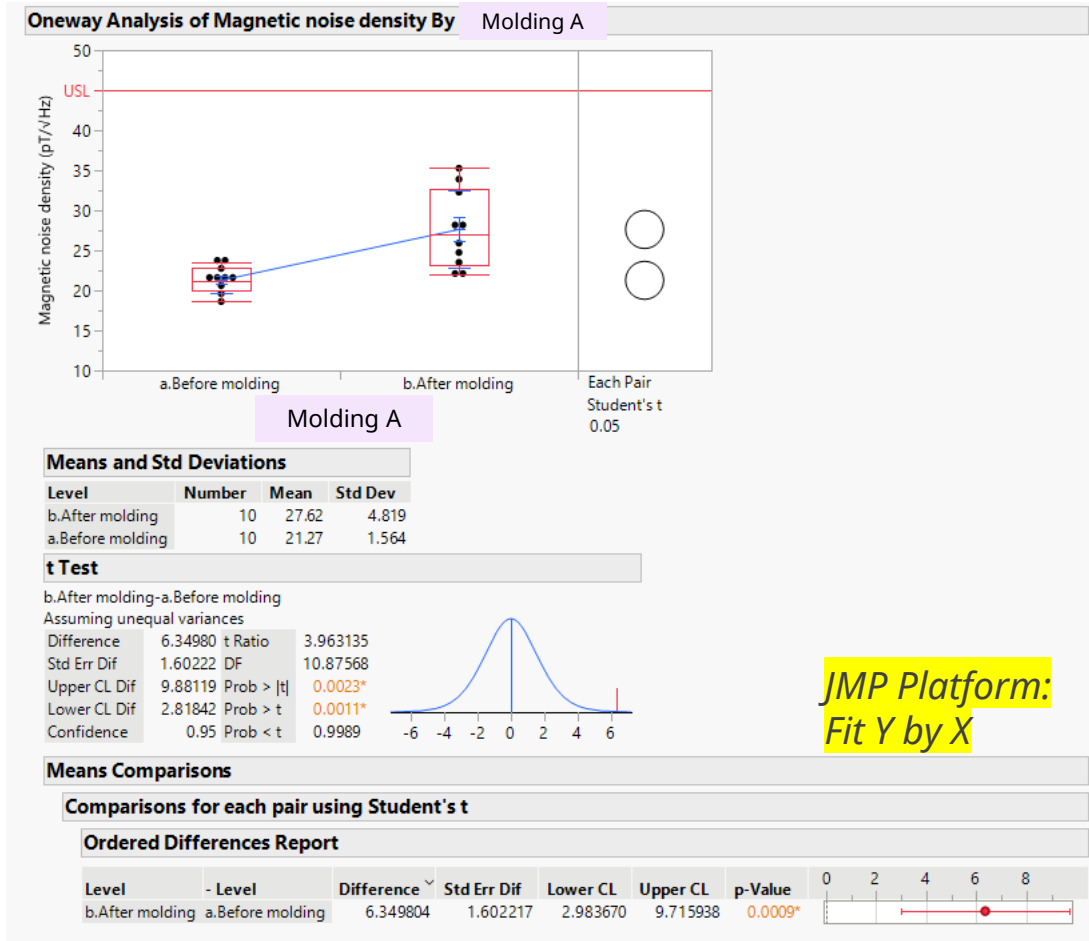 Oneway Analysis of Magnetic noise density By Molding A
50
USL
40
35
30
25
20
15
10
Magnetic noise density (pT/√Hz)
a.Before molding b.After molding Each Pair
Student's t
0.05
Molding A
Means and Std Deviations
Level Number Mean Std Dev
b.After molding 10 27.62 4.819
a.Before molding 10 21.27 1.564
t Test
b.After molding-a.Before molding
Assuming unequal variances
Difference 6.34980 t Ratio 3.963135
Std Err Dif 1.60222 DF 10.87568
Upper CL Dif 9.88119 Prob > |t| 0.0023*
Lower CL Dif 2.81842 Prob > t 0.0011*
Confidence 0.95 Prob < t 0.9989
-6 -4 -2 0 2 4 6
JMP Platform:
Fit Y by X
Means Comparisons
Comparisons for each pair using Student's t
Ordered Differences Report
Level - Level Difference Std Err Dif Lower CL Upper CL p-Value 0 2 4 6 8
b.After molding a.Before molding 6.349804 1.602217 2.983670 9.715938 0.0009*